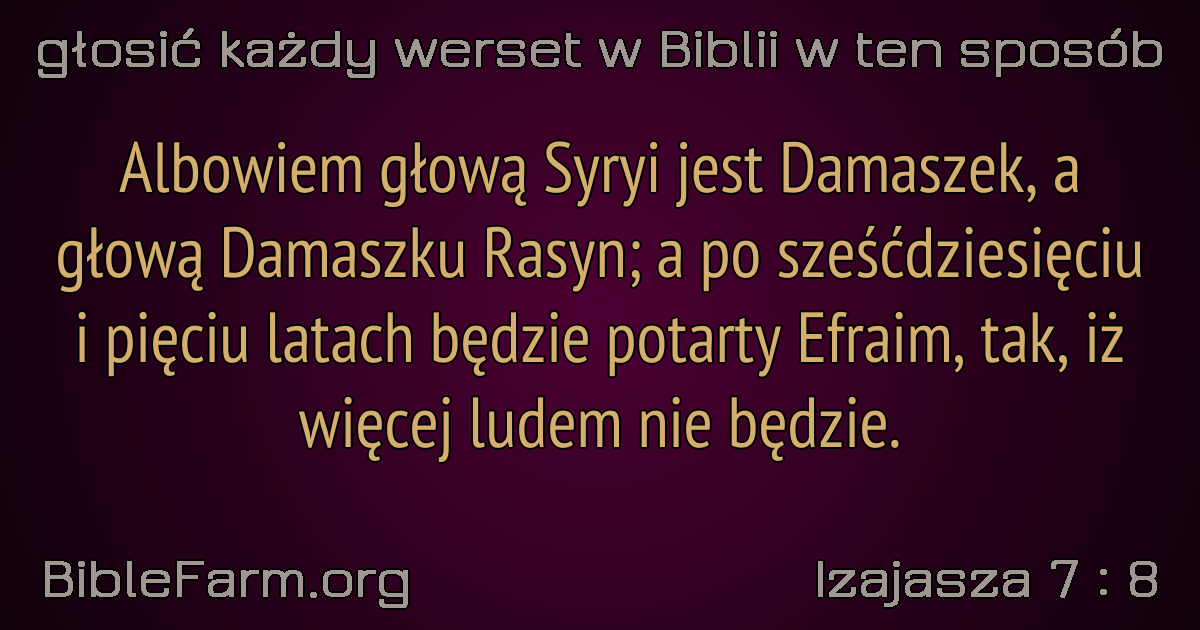 głosić każdy werset w Biblii w ten sposób
Albowiem głową Syryi jest Damaszek, a
głową Damaszku Rasyn; a po sześćdziesięciu
i pięciu latach będzie potarty Efraim, tak, iż
więcej ludem nie będzie.
BibleFarm.org
Izajasza 7 : 8